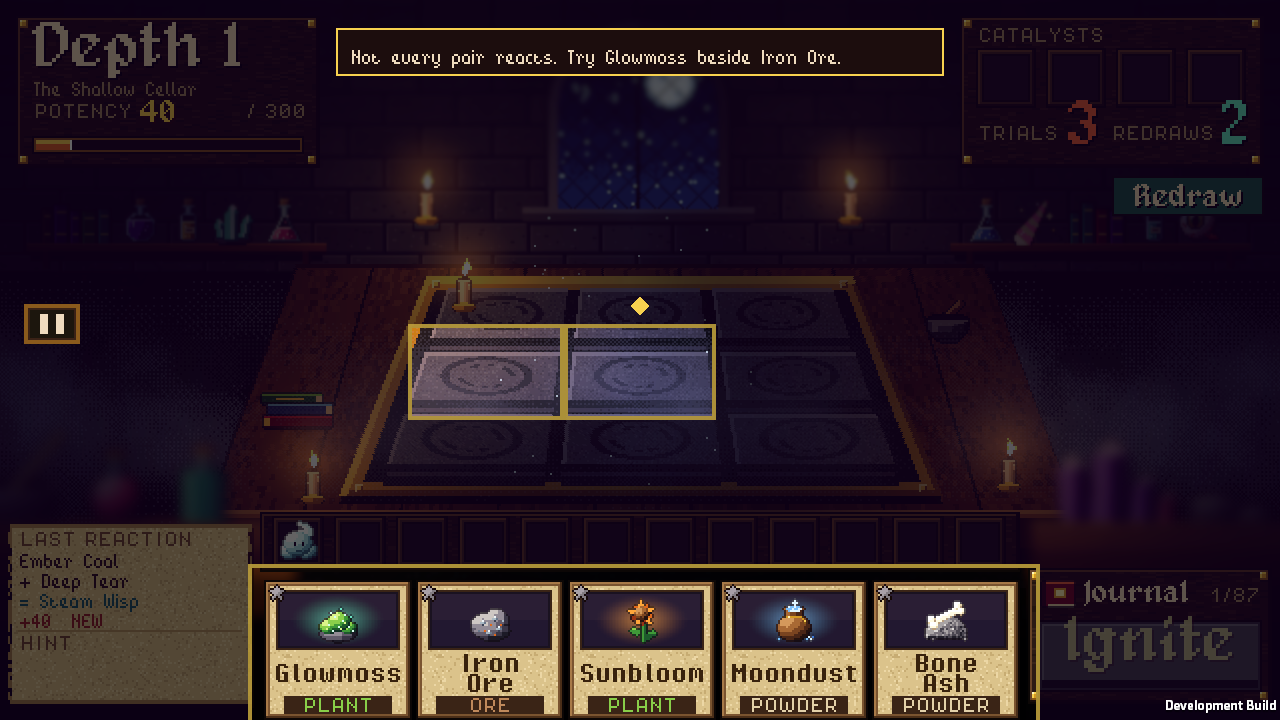 Depth 1
The Shallow Cellar
POTENCY 40 / 300
Not every pair reacts. Try Glowmoss beside Iron Ore.
CATALYSTS
TRIALS 3 REDRAWS 2
Redraw
LAST REACTION
Ember Coal
+ Deep Tear
= Steam Wisp
+40 NEW
HINT
Glowmoss
PLANT
Iron
Ore
ORE
Sunbloom
PLANT
Moondust
POWDER
Bone
Ash
POWDER
Journal 1/87
Ignite
Development Build